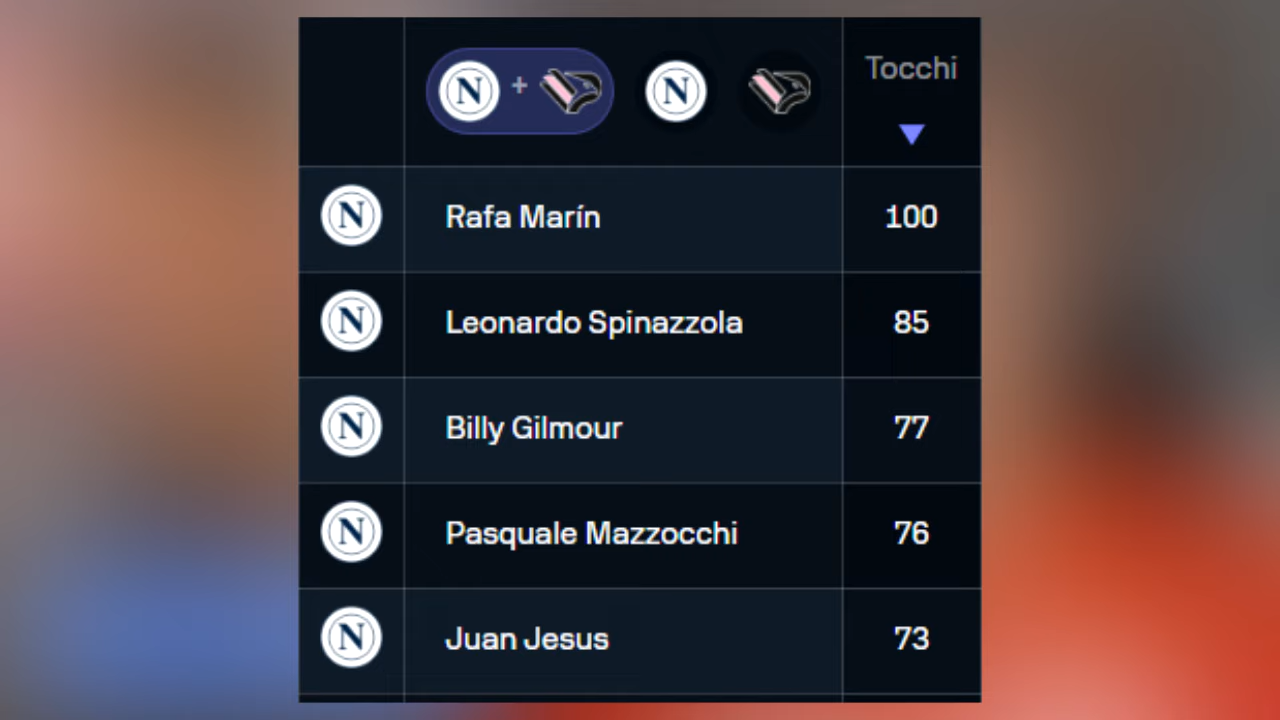 N + N
Tocchi
N Rafa Marín 100
N Leonardo Spinazzola 85
N Billy Gilmour 77
N Pasquale Mazzocchi 76
N Juan Jesus 73